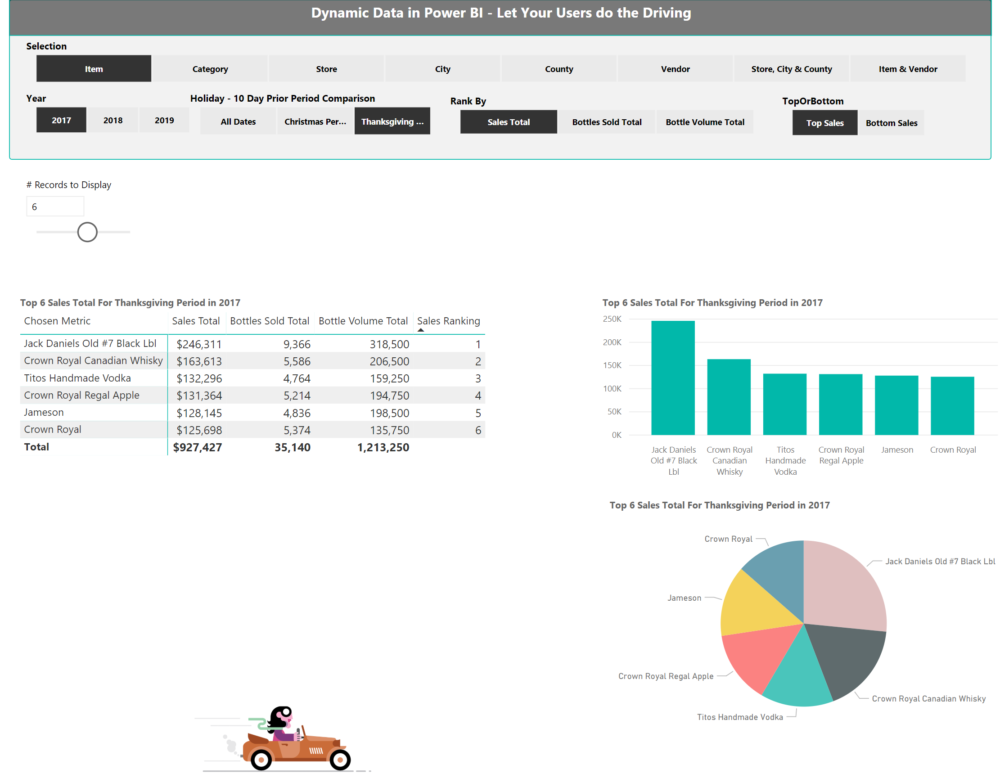 Dynamic Data in Power BI - Let Your Users do the Driving
Selection
Item Category Store City County Vendor Store, City & County Item & Vendor
Year Holiday - 10 Day Prior Period Comparison Rank By TopOrBottom
2017 2018 2019 All Dates Christmas Per... Thanksgiving ... Sales Total Bottles Sold Total Bottle Volume Total Top Sales Bottom Sales
# Records to Display
6
Top 6 Sales Total For Thanksgiving Period in 2017
Chosen Metric Sales Total Bottles Sold Total Bottle Volume Total Sales Ranking
Jack Daniels Old #7 Black Lbl $246,311 9,366 318,500 1
Crown Royal Canadian Whisky $163,613 5,586 206,500 2
Titos Handmade Vodka $132,296 4,764 159,250 3
Crown Royal Regal Apple $131,364 5,214 194,750 4
Jameson $128,145 4,836 198,500 5
Crown Royal $125,698 5,374 135,750 6
Total $927,427 35,140 1,213,250
Top 6 Sales Total For Thanksgiving Period in 2017
250K
200K
150K
100K
50K
0K
Jack Daniels Old #7 Black Lbl
Crown Royal Canadian Whisky
Titos Handmade Vodka
Crown Royal Regal Apple
Jameson
Crown Royal
Top 6 Sales Total For Thanksgiving Period in 2017
Crown Royal
Jack Daniels Old #7 Black Lbl
Jameson
Crown Royal Regal Apple
Crown Royal Canadian Whisky
Titos Handmade Vodka